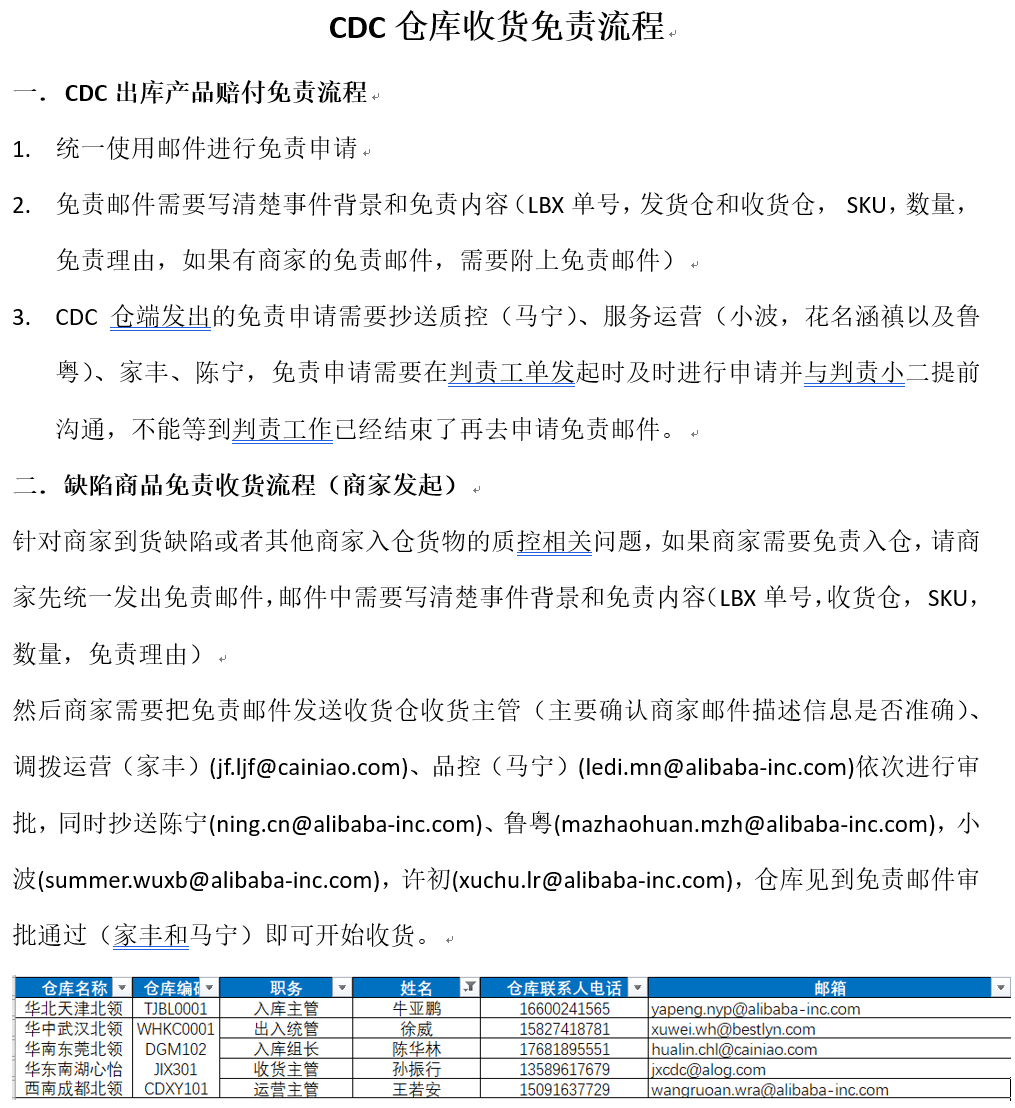 CDC 仓库收货免责流程
一．CDC 出库产品赔付免责流程
1. 统一使用邮件进行免责申请
2. 免责邮件需要写清楚事件背景和免责内容（LBX 单号，发货仓和收货仓， SKU，数量，
免责理由，如果有商家的免责邮件，需要附上免责邮件）
3. CDC 仓端发出的免责申请需要抄送质控（马宁）、服务运营（小波，花名涵禛以及鲁
粤）、家丰、陈宁，免责申请需要在判责工单发起时及时进行申请并与判责小二提前
沟通，不能等到判责工作已经结束了再去申请免责邮件。
二．缺陷商品免责收货流程（商家发起）
针对商家到货缺陷或者其他商家入仓货物的质控相关问题，如果商家需要免责入仓，请商
家先统一发出免责邮件，邮件中需要写清楚事件背景和免责内容（LBX 单号，收货仓，SKU，
数量，免责理由）
然后商家需要把免责邮件发送收货仓收货主管（主要确认商家邮件描述信息是否准确）、
调拨运营（家丰）(jf.ljf@cainiao.com)、品控（马宁）(ledi.mn@alibaba-inc.com)依次进行审
批，同时抄送陈宁(ning.cn@alibaba-inc.com)、鲁粤(mazhaohuan.mzh@alibaba-inc.com)，小
波(summer.wuxb@alibaba-inc.com)，许初(xuchu.lr@alibaba-inc.com)，仓库见到免责邮件审
批通过（家丰和马宁）即可开始收货。
仓库名称 仓库编 职务 姓名 仓库联系人电话 邮箱
华北天津北领 TJBL0001 入库主管 牛亚鹏 16600241565 yapeng.nyp@alibaba-inc.com
华中武汉北领 WHKC0001 出入统管 徐威 15827418781 xuwei.wh@bestlyn.com
华南东莞北领 DGM102 入库组长 陈华林 17681895551 hualin.chl@cainiao.com
华东南湖心怡 JIX301 收货主管 孙振行 13589617679 jxcdc@alog.com
西南成都北领 CDXY101 运营主管 王若安 15091637729 wangruoan.wra@alibaba-inc.com